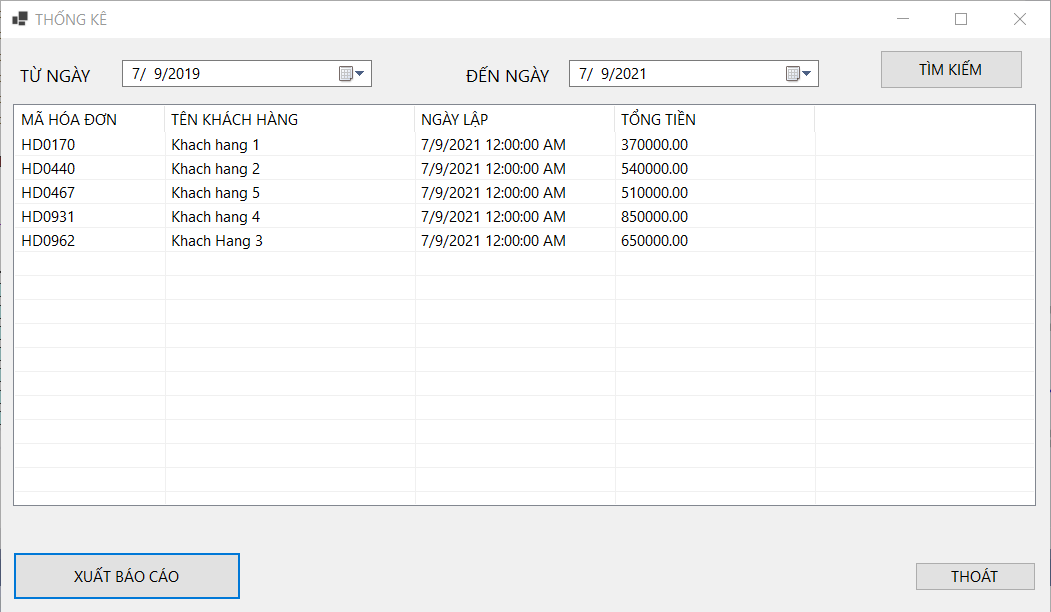 THỐNG KÊ
TỪ NGÀY 7/ 9/2019 ĐẾN NGÀY 7/ 9/2021 TÌM KIẾM
MÃ HÓA ĐƠN TÊN KHÁCH HÀNG NGÀY LẬP TỔNG TIỀN
HD0170 Khach hang 1 7/9/2021 12:00:00 AM 370000.00
HD0440 Khach hang 2 7/9/2021 12:00:00 AM 540000.00
HD0467 Khach hang 5 7/9/2021 12:00:00 AM 510000.00
HD0931 Khach hang 4 7/9/2021 12:00:00 AM 850000.00
HD0962 Khach Hang 3 7/9/2021 12:00:00 AM 650000.00
XUẤT BÁO CÁO THOÁT